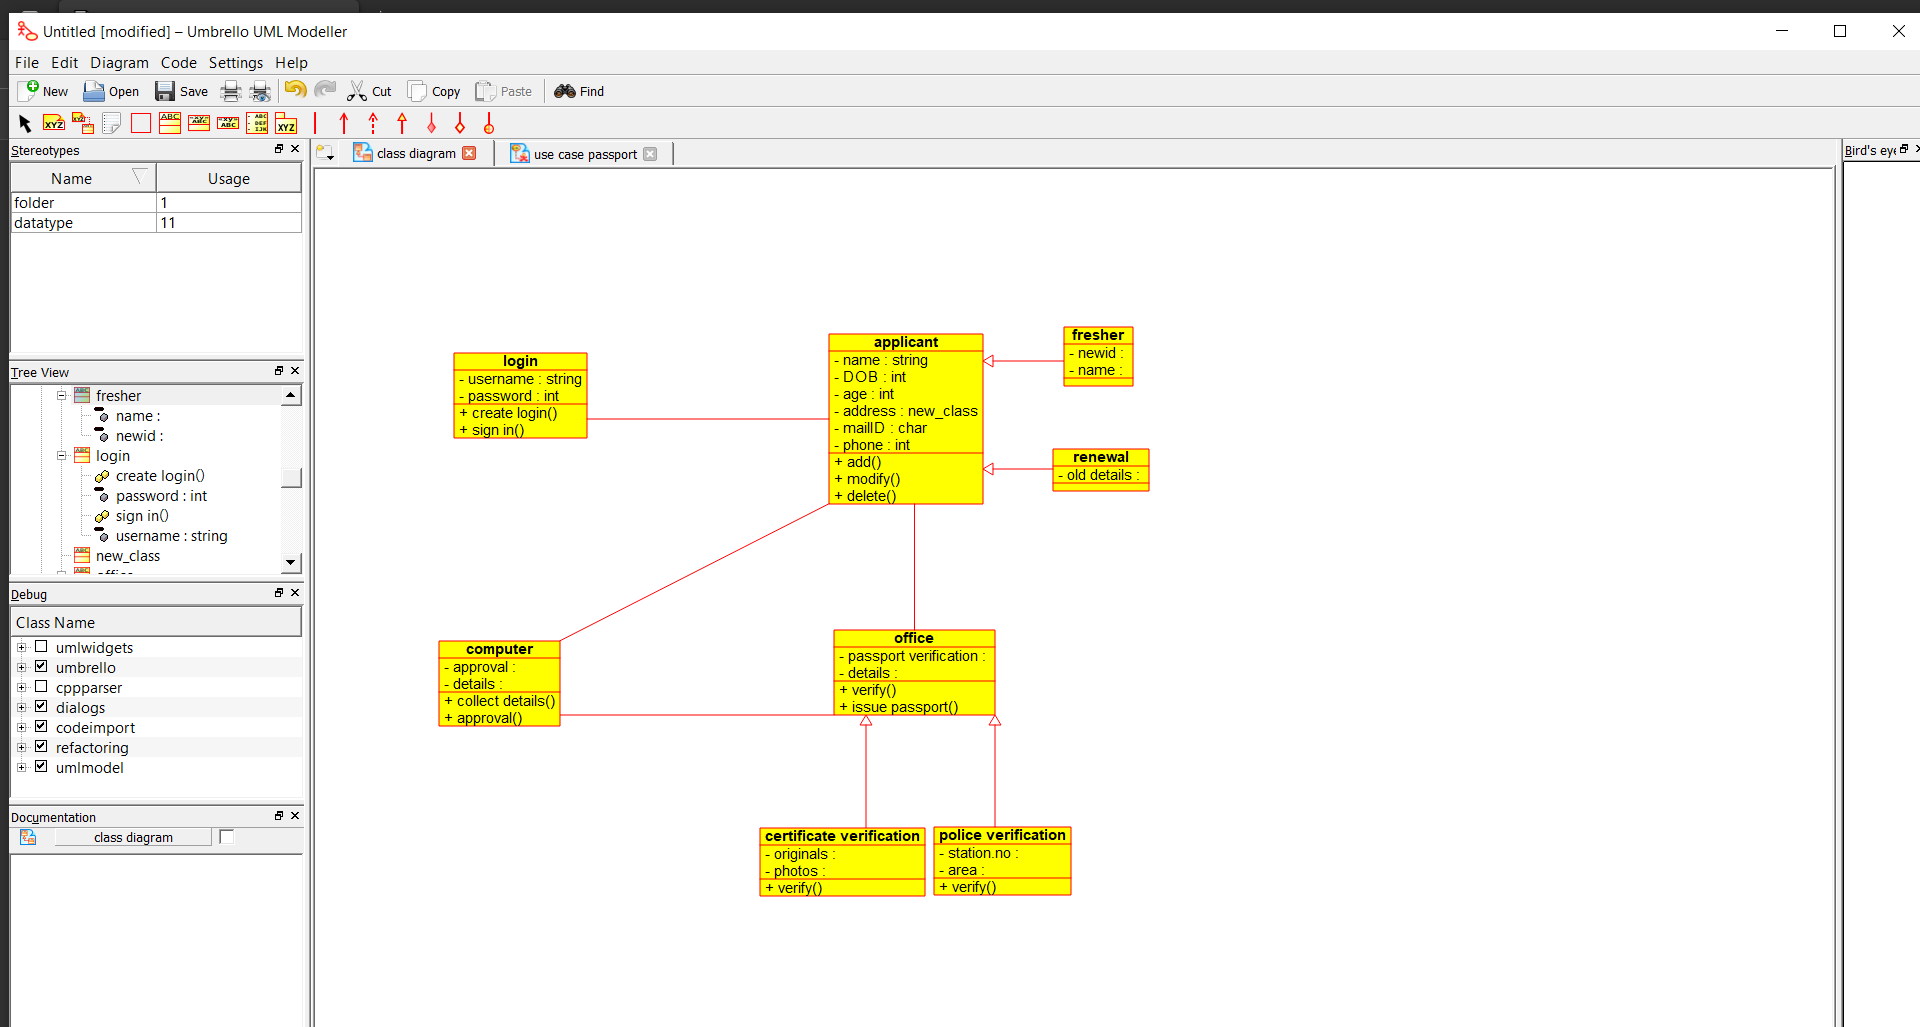 Untitled [modified] – Umbrello UML Modeller
File Edit Diagram Code Settings Help
New Open Save Cut Copy Paste Find
Stereotypes
Name Usage
folder 1
datatype 11
Tree View
fresher
name :
newid :
login
create login()
password : int
sign in()
username : string
new_class
Debug
Class Name
umlwidgets
umbrello
cppparser
dialogs
codeimport
refactoring
umlmodel
Documentation
class diagram
class diagram use case passport
Bird's eye
login
- username : string
- password : int
+ create login()
+ sign in()
applicant
- name : string
- DOB : int
- age : int
- address : new_class
- mailID : char
- phone : int
+ add()
+ modify()
+ delete()
fresher
- newid :
- name :
renewal
- old details :
computer
- approval :
- details :
+ collect details()
+ approval()
office
- passport verification :
- details :
+ verify()
+ issue passport()
certificate verification
- originals :
- photos :
+ verify()
police verification
- station.no :
- area :
+ verify()